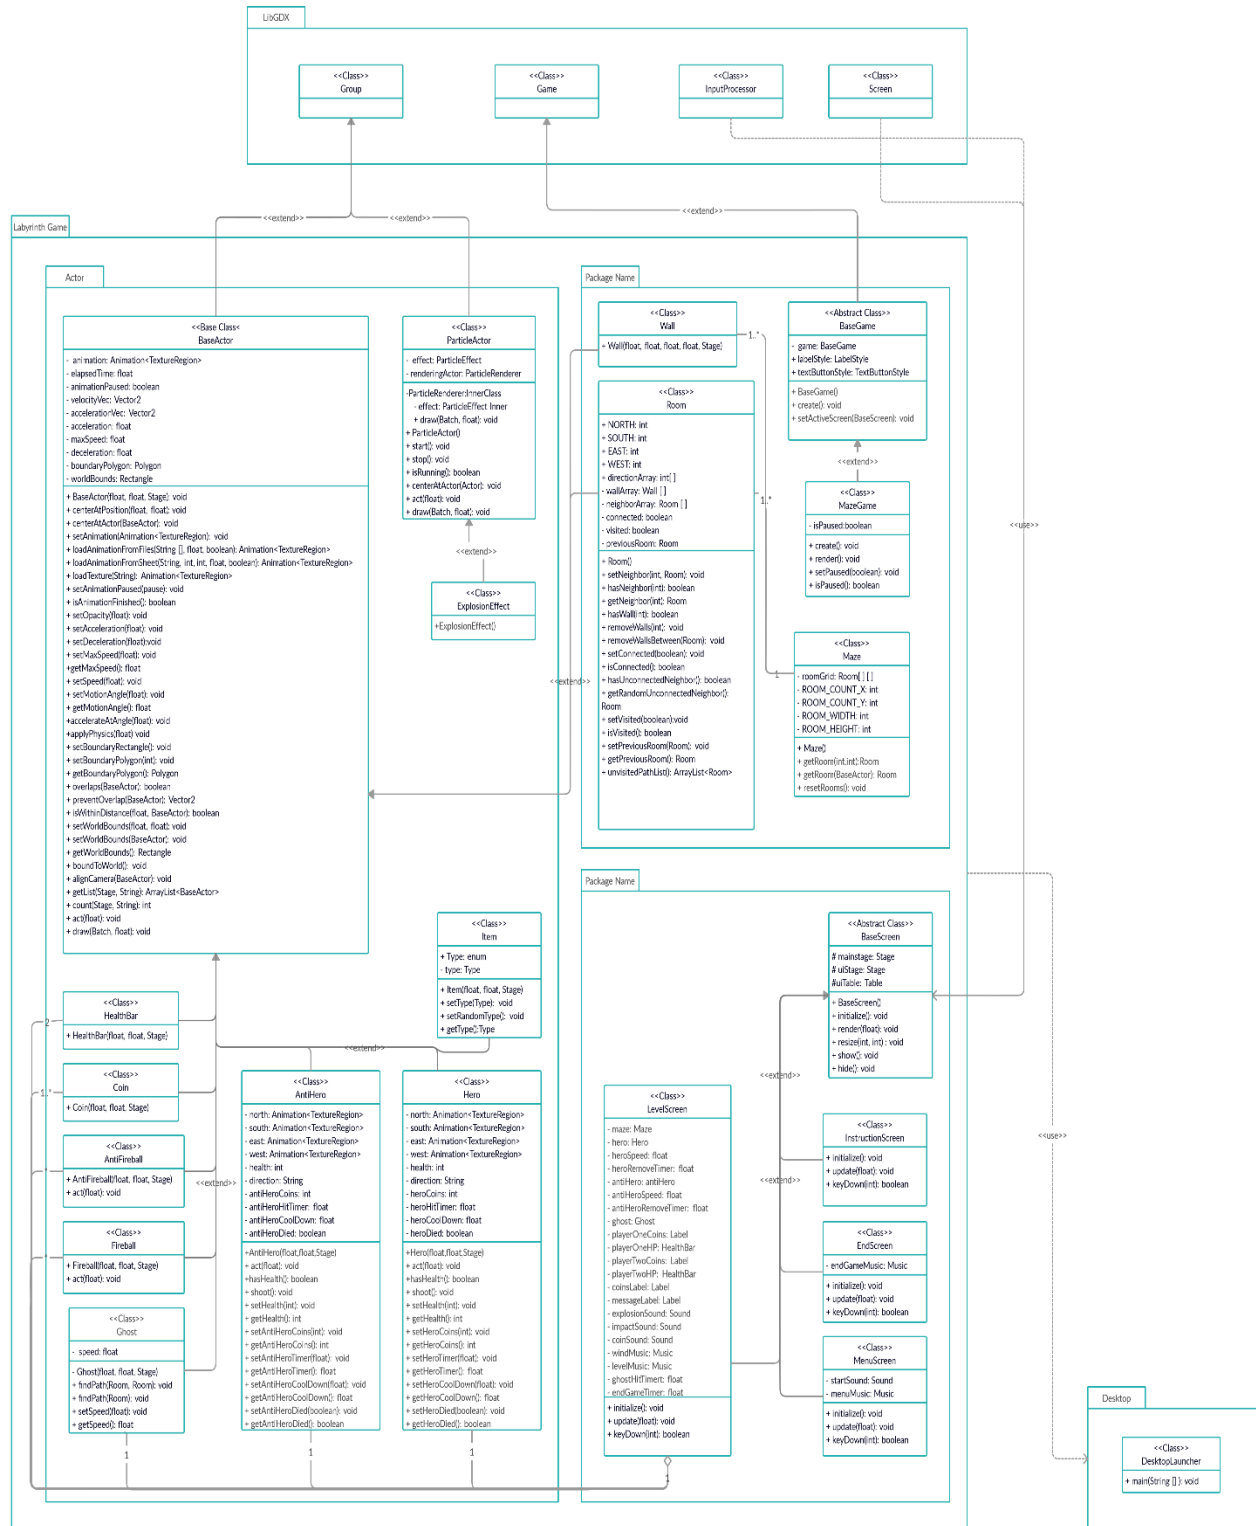 LibGDX
<<Class>>
Group
<<Class>>
Game
<<Class>>
InputProcessor
<<Class>>
Screen
<<extend>>
<<extend>>
<<extend>>
<<use>>
Labyrinth Game
Actor
<<Base Class<
BaseActor
- animation: Animation<TextureRegion>
- elapsedTime: float
- animationPaused: boolean
- velocityVec: Vector2
- accelerationVec: Vector2
- acceleration: float
- maxSpeed: float
- deceleration: float
- boundaryPolygon: Polygon
- worldBounds: Rectangle
+ BaseActor(float, float, Stage): void
+ centerAtPosition(float, float): void
+ centerAtActor(BaseActor): void
+ setAnimation(Animation<TextureRegion): void
+ loadAnimationFromFiles(String [], float, boolean): Animation<TextureRegion>
+ loadAnimationFromSheet(String, int, int, float, boolean): Animation<TextureRegion>
+ loadTexture(String): Animation<TextureRegion>
+ setAnimationPaused(pause): void
+ isAnimationFinished(): boolean
+ setOpacity(float): void
+ setAcceleration(float): void
+ setDeceleration(float):void
+ setMaxSpeed(float): void
+getMaxSpeed(): float
+ setSpeed(float): void
+ setMotionAngle(float): void
+ getMotionAngle(): float
+accelerateAtAngle(float): void
+applyPhysics(float) void
+ setBoundaryRectangle(): void
+ setBoundaryPolygon(int): void
+ getBoundaryPolygon(): Polygon
+ overlaps(BaseActor): boolean
+ preventOverlap(BaseActor): Vector2
+ isWithinDistance(float, BaseActor): boolean
+ setWorldBounds(float, float): void
+ setWorldBounds(BaseActor): void
+ getWorldBounds(): Rectangle
+ boundToWorld(): void
+ alignCamera(BaseActor): void
+ getList(Stage, String): ArrayList<BaseActor>
+ count(Stage, String): int
+ act(float): void
+ draw(Batch, float): void
<<Class>>
ParticleActor
- effect: ParticleEffect
- renderingActor: ParticleRenderer
-ParticleRenderer:InnerClass
- effect: ParticleEffect Inner
+ draw(Batch, float): void
+ ParticleActor()
+ start(): void
+ stop(): void
+ isRunning(): boolean
+ centerAtActor(Actor): void
+ act(float): void
+ draw(Batch, float): void
<<extend>>
<<Class>>
ExplosionEffect
+ExplosionEffect()
<<extend>>
Package Name
<<Class>>
Wall
+ Wall(float, float, float, float, Stage)
1..*
<<Class>>
Room
+ NORTH: int
+ SOUTH: int
+ EAST: int
+ WEST: int
+ directionArray: int[ ]
- wallArray: Wall [ ]
- neighborArray: Room [ ]
- connected: boolean
- visited: boolean
- previousRoom: Room
+ Room()
+ setNeighbor(int, Room): void
+ hasNeighbor(int): boolean
+ getNeighbor(int): Room
+ hasWall(int): boolean
+ removeWalls(int): void
+ removeWallsBetween(Room): void
+ setConnected(boolean): void
+ isConnected(): boolean
+ hasUnconnectedNeighbor(): boolean
+ getRandomUnconnectedNeighbor():
Room
+ setVisited(boolean):void
+ isVisited(): boolean
+ setPreviousRoom(Room): void
+ getPreviousRoom(): Room
+ unvisitedPathList(): ArrayList<Room>
1..*
<<Abstract Class>>
BaseGame
- game: BaseGame
+ labelStyle: LabelStyle
+ textButtonStyle: TextButtonStyle
+ BaseGame()
+ create(): void
+ setActiveScreen(BaseScreen): void
<<extend>>
<<Class>>
MazeGame
- isPaused:boolean
+ create(): void
+ render(): void
+ setPaused(boolean): void
+ isPaused(): boolean
<<Class>>
Maze
- roomGrid: Room[ ] [ ]
- ROOM_COUNT_X: int
- ROOM_COUNT_Y: int
- ROOM_WIDTH: int
- ROOM_HEIGHT: int
+ Maze()
+ getRoom(int,int):Room
+ getRoom(BaseActor): Room
+ resetRooms(): void
1
<<Class>>
Item
+ Type: enum
- type: Type
+ Item(float, float, Stage)
+ setType(Type): void
+ setRandomType(): void
+ getType():Type
<<extend>>
<<Class>>
HealthBar
+ HealthBar(float, float, Stage)
2
<<Class>>
Coin
+ Coin(float, float, Stage)
1..*
<<Class>>
AntiFireball
+ AntiFireball(float, float, Stage)
+ act(float): void
*
<<extend>>
<<Class>>
Fireball
+ Fireball(float, float, Stage)
+ act(float): void
*
<<Class>>
Ghost
- speed: float
- Ghost(float, float, Stage)
+ findPath(Room, Room): void
+ findPath(Room): void
+ setSpeed(float): void
+ getSpeed(): float
1
<<Class>>
AntiHero
- north: Animation<TextureRegion>
- south: Animation<TextureRegion>
- east: Animation<TextureRegion>
- west: Animation<TextureRegion>
- health: int
- direction: String
- antiHeroCoins: int
- antiHeroHitTimer: float
- antiHeroCoolDown: float
- antiHeroDied: boolean
+AntiHero(float,float,Stage)
+ act(float): void
+hasHealth(): boolean
+ shoot(): void
+ setHealth(int): void
+ getHealth(): int
+ setAntiHeroCoins(int): void
+ getAntiHeroCoins(): int
+ setAntiHeroTimer(float): void
+ getAntiHeroTimer(): float
+ setAntiHeroCoolDown(float): void
+ getAntiHeroCoolDown(): float
+ setAntiHeroDied(boolean): void
+ getAntiHeroDied(): boolean
1
<<Class>>
Hero
- north: Animation<TextureRegion>
- south: Animation<TextureRegion>
- east: Animation<TextureRegion>
- west: Animation<TextureRegion>
- health: int
- direction: String
- heroCoins: int
- heroHitTimer: float
- heroCoolDown: float
- heroDied: boolean
+Hero(float,float,Stage)
+ act(float): void
+hasHealth(): boolean
+ shoot(): void
+ setHealth(int): void
+ getHealth(): int
+ setHeroCoins(int): void
+ getHeroCoins(): int
+ setHeroTimer(float): void
+ getHeroTimer(): float
+ setHeroCoolDown(float): void
+ getHeroCoolDown(): float
+ setHeroDied(boolean): void
+ getHeroDied(): boolean
1
Package Name
<<Abstract Class>>
BaseScreen
# mainstage: Stage
# uiStage: Stage
#uiTable: Table
+ BaseScreen()
+ initialize(): void
+ render(float): void
+ resize(int, int) : void
+ show(): void
+ hide(): void
<<extend>>
<<Class>>
LevelScreen
- maze: Maze
- hero: Hero
- heroSpeed: float
- heroRemoveTimer: float
- antiHero: antiHero
- antiHeroSpeed: float
- antiHeroRemoveTimer: float
- ghost: Ghost
- playerOneCoins: Label
- playerOneHP: HealthBar
- playerTwoCoins: Label
- playerTwoHP: HealthBar
- coinsLabel: Label
- messageLabel: Label
- explosionSound: Sound
- impactSound: Sound
- coinSound: Sound
- windMusic: Music
- levelMusic: Music
- ghostHitTimert: float
- endGameTimer: float
+ initialize(): void
+ update(float): void
+ keyDown(int): boolean
1
<<extend>>
<<Class>>
InstructionScreen
+ initialize(): void
+ update(float): void
+ keyDown(int): boolean
<<Class>>
EndScreen
- endGameMusic: Music
+ initialize(): void
+ update(float): void
+ keyDown(int): boolean
<<Class>>
MenuScreen
- startSound: Sound
- menuMusic: Music
+ initialize(): void
+ update(float): void
+ keyDown(int): boolean
<<use>>
Desktop
<<Class>>
DesktopLauncher
+ main(String [] ): void